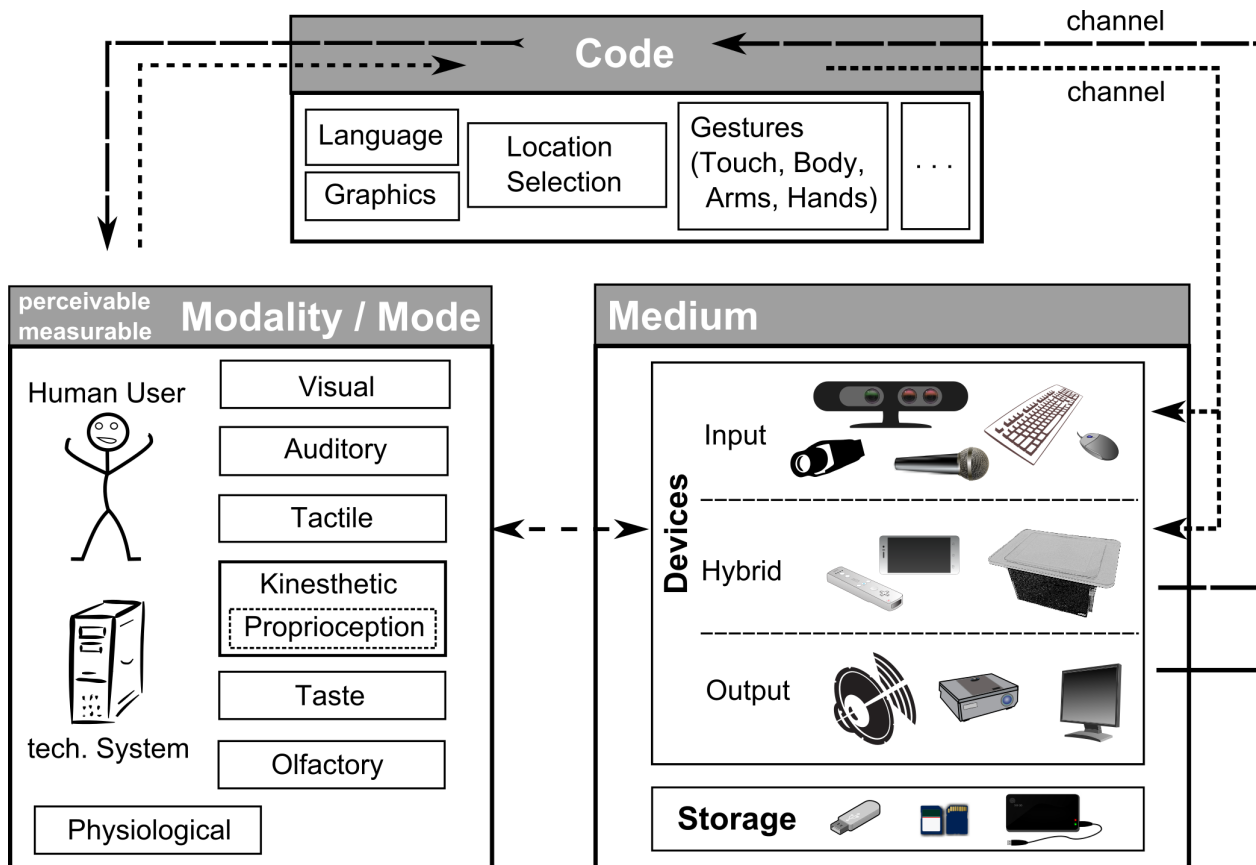 channel
Code
channel
Language
Graphics
Location
Selection
Gestures
(Touch, Body,
Arms, Hands)
. . .
perceivable
measurable
Modality / Mode
Human User
tech. System
Visual
Auditory
Tactile
Kinesthetic
Proprioception
Taste
Olfactory
Physiological
Medium
Devices
Input
Hybrid
Output
Storage